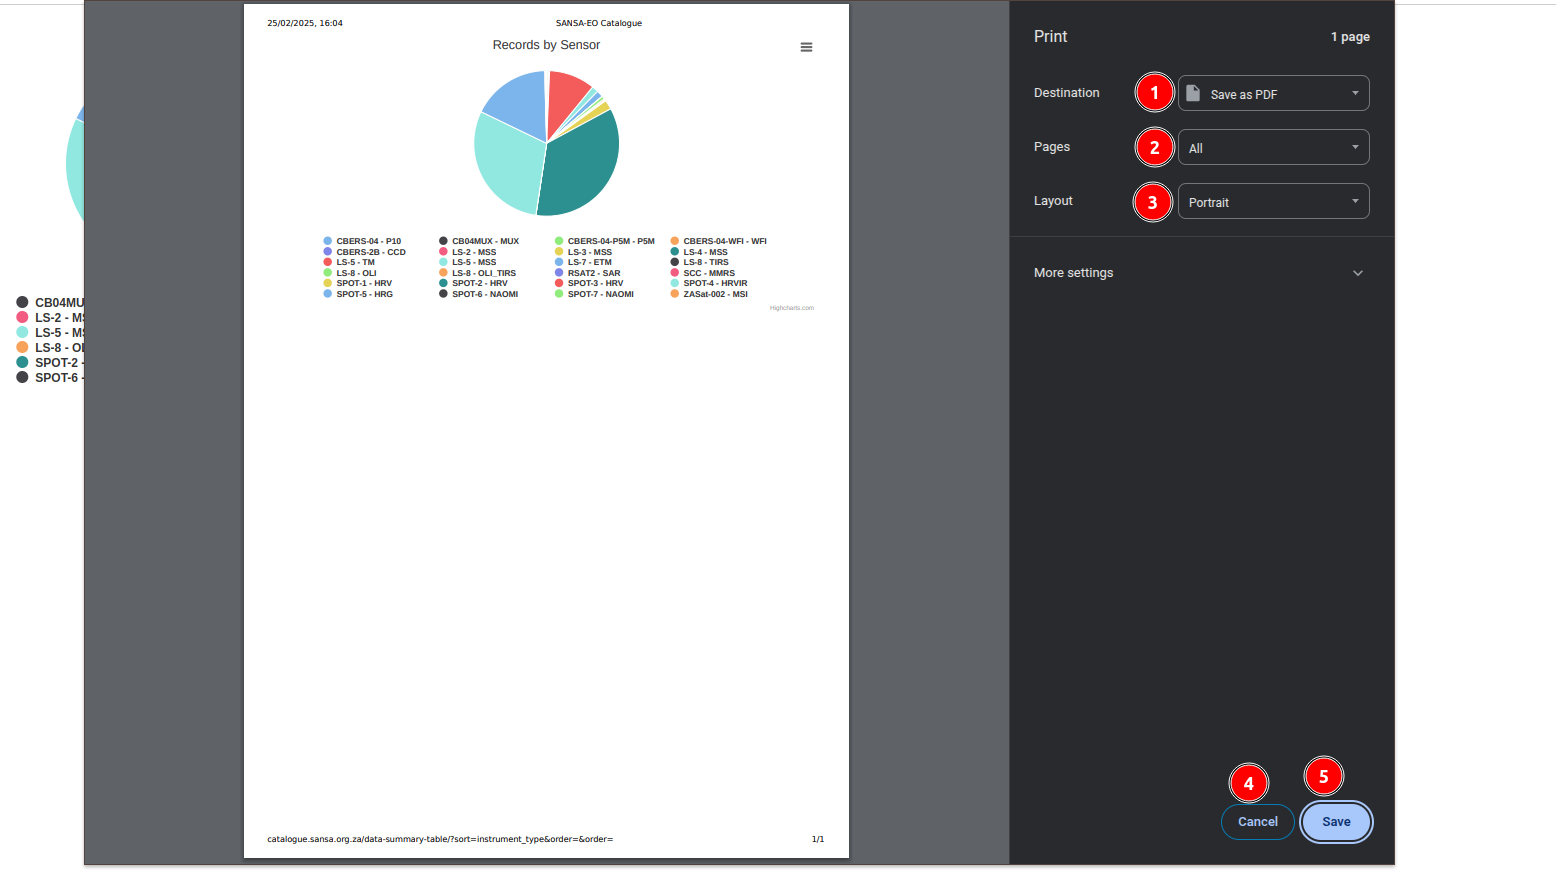 25/02/2025, 16:04 SANSA-EO Catalogue
Records by Sensor
CBERS-04 - P10 CB04MUX - MUX CBERS-04-P5M - P5M CBERS-04-WFI - WFI
CBERS-2B - CCD LS-2 - MSS LS-3 - MSS LS-4 - MSS
LS-5 - TM LS-5 - MSS LS-7 - ETM LS-8 - TIRS
LS-8 - OLI LS-8 - OLI_TIRS RSAT2 - SAR SCC - MMRS
SPOT-1 - HRV SPOT-2 - HRV SPOT-3 - HRV SPOT-4 - HRVIR
SPOT-5 - HRG SPOT-6 - NAOMI SPOT-7 - NAOMI ZASat-002 - MSI
Highcharts.com
catalogue.sansa.org.za/data-summary-table/?sort=instrument_type&order=&order= 1/1
CB04MU
LS-2 - MS
LS-5 - MS
LS-8 - OL
SPOT-2 -
SPOT-6 -
Print 1 page
Destination 1 Save as PDF
Pages 2 All
Layout 3 Portrait
More settings
4 5
Cancel Save